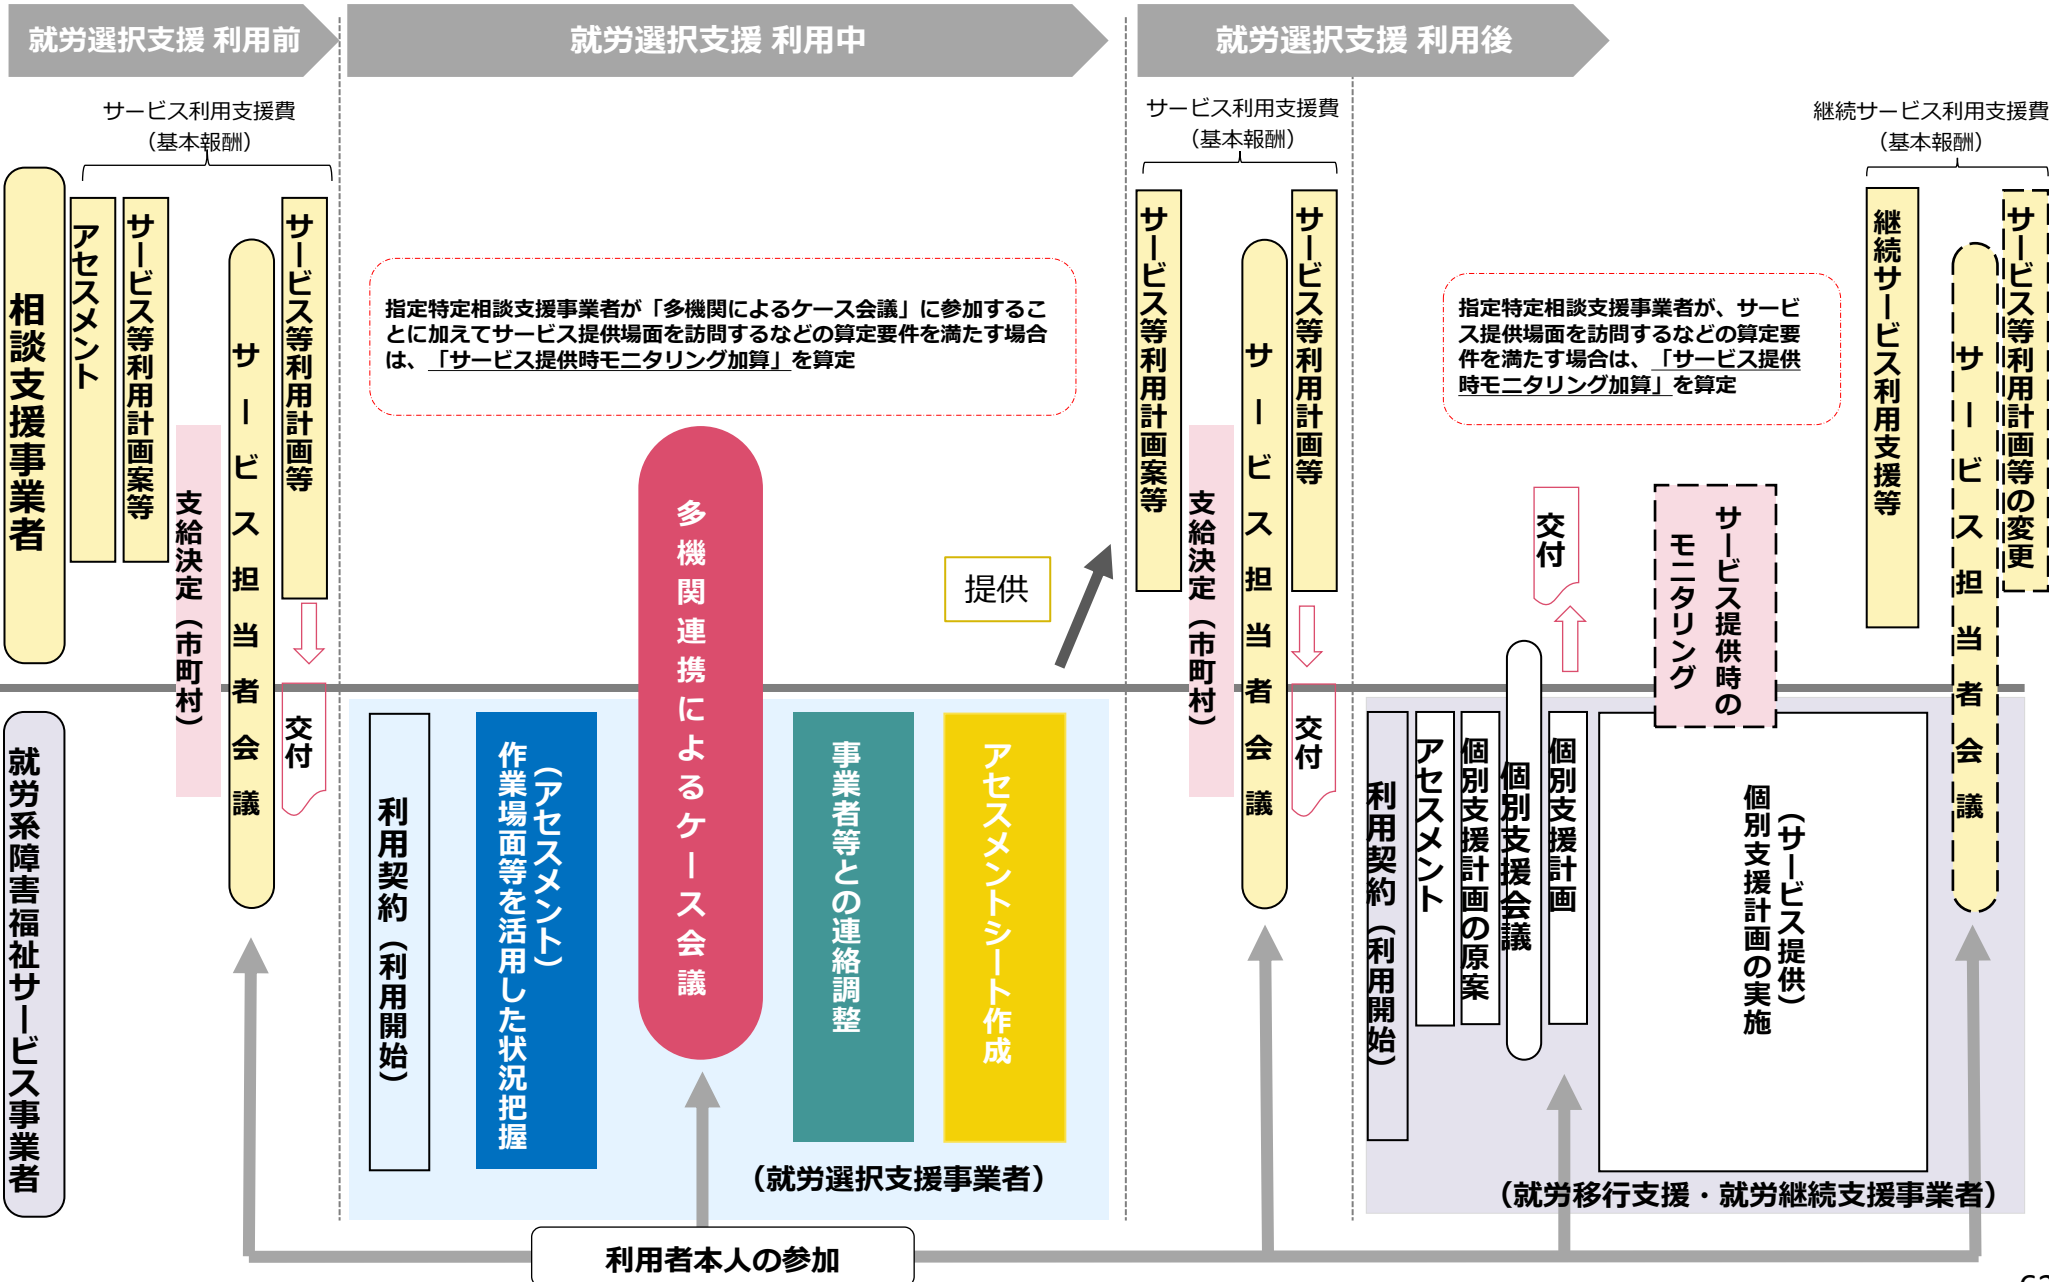 就労選択支援 利用前
就労選択支援 利用中
就労選択支援 利用後
サービス利用支援費
（基本報酬）
サービス利用支援費
（基本報酬）
継続サービス利用支援費
（基本報酬）
相談支援事業者
アセスメント
サービス等利用計画案等
支給決定（市町村）
サービス担当者会議
サービス等利用計画等
交付
指定特定相談支援事業者が「多機関によるケース会議」に参加するこ
とに加えてサービス提供場面を訪問するなどの算定要件を満たす場合
は、「サービス提供時モニタリング加算」を算定
多機関連携によるケース会議
提供
サービス等利用計画案等
支給決定（市町村）
サービス担当者会議
サービス等利用計画等
交付
指定特定相談支援事業者が、サービ
ス提供場面を訪問するなどの算定要
件を満たす場合は、「サービス提供
時モニタリング加算」を算定
交付
サービス提供時の
モニタリング
継続サービス利用支援等
サービス担当者会議
サービス等利用計画等の変更
就労系障害福祉サービス事業者
利用契約（利用開始）
（アセスメント）
作業場面等を活用した状況把握
事業者等との連絡調整
アセスメントシート作成
（就労選択支援事業者）
利用契約（利用開始）
アセスメント
個別支援計画の原案
個別支援会議
個別支援計画
（サービス提供）
個別支援計画の実施
（就労移行支援・就労継続支援事業者）
利用者本人の参加